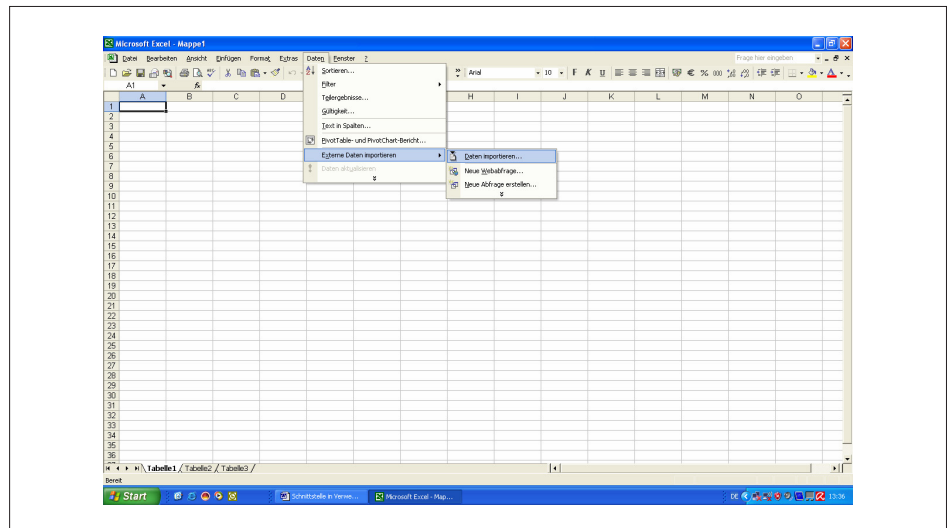 Microsoft Excel - Mappe1
Datei Bearbeiten Ansicht Einfügen Format Extras Daten Fenster ? Frage hier eingeben
Arial 10 F K U € % 000
A1 fx
A B C D H I J K L M N O
Sortieren...
Filter
Teilergebnisse...
Gültigkeit...
Text in Spalten...
PivotTable- und PivotChart-Bericht...
Externe Daten importieren
Daten aktualisieren
Daten importieren...
Neue Webabfrage...
Neue Abfrage erstellen...
1
2
3
4
5
6
7
8
9
10
11
12
13
14
15
16
17
18
19
20
21
22
23
24
25
26
27
28
29
30
31
32
33
34
35
36
Tabelle1 Tabelle2 Tabelle3
Bereit
Start Schnittstelle in Verwe... Microsoft Excel - Map... DE 13:36